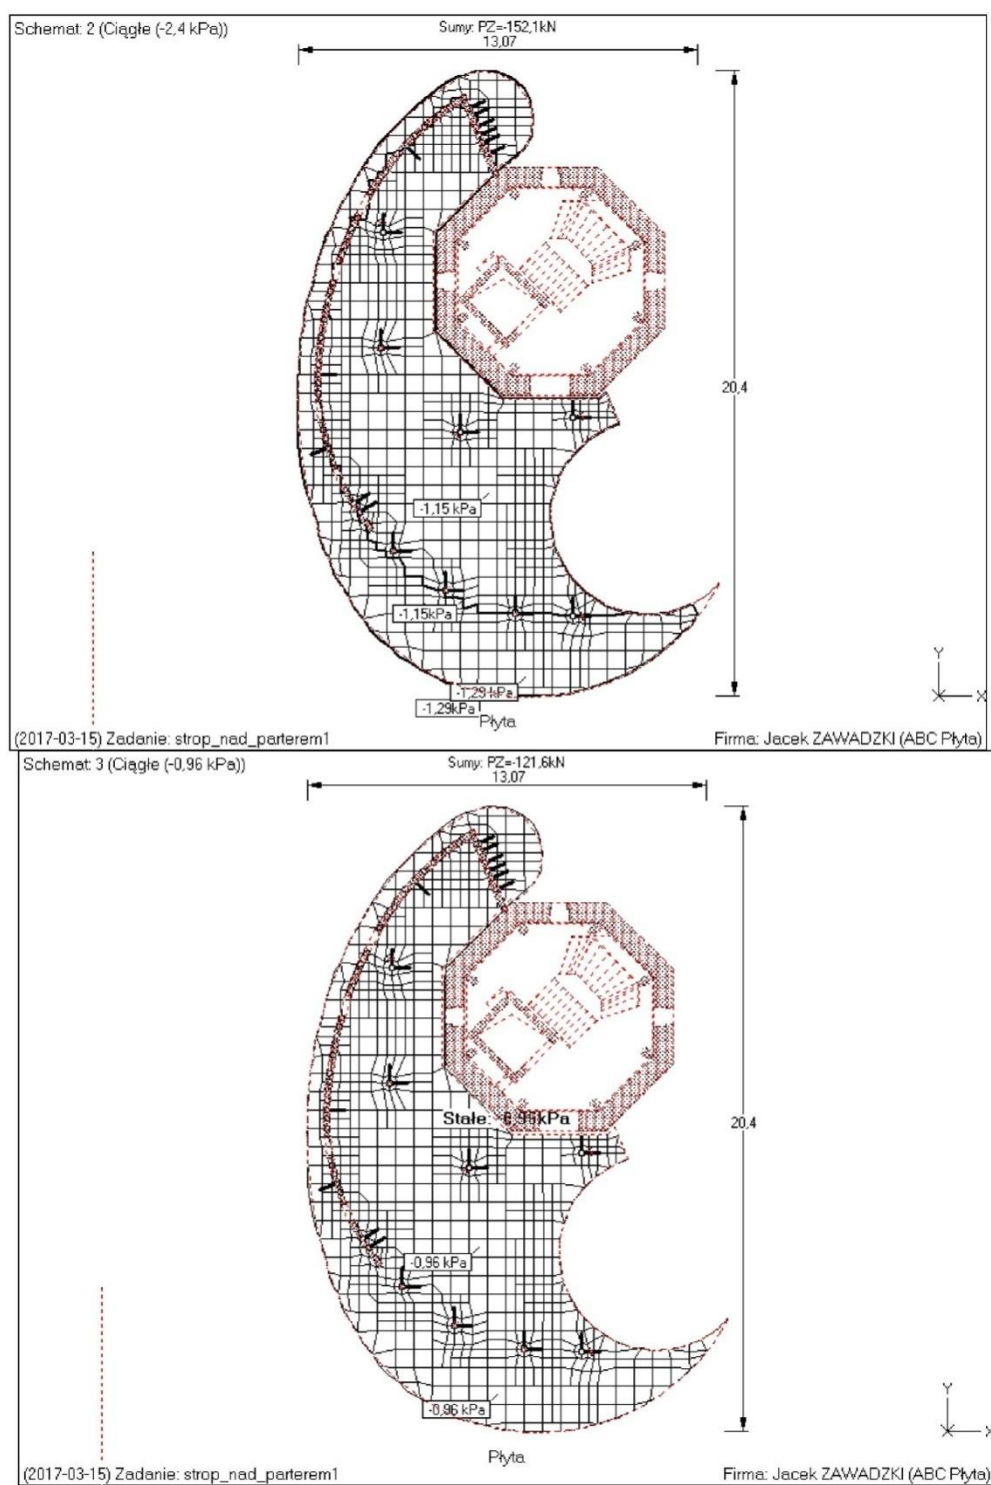 Schemat: 2 (Ciągłe (-2,4 kPa))
Sumy: PZ=-152,1kN
13,07
20,4
-1,15 kPa
-1,15kPa
-1,29 kPa
-1,29kPa
Płyta
Y
X
(2017-03-15) Zadanie: strop_nad_parterem1
Firma: Jacek ZAWADZKI (ABC Płyta)
Schemat: 3 (Ciągłe (-0,96 kPa))
Sumy: PZ=-121,6kN
13,07
Stałe: -0,96kPa
20,4
-0,96 kPa
-0,96 kPa
Płyta
Y
X
(2017-03-15) Zadanie: strop_nad_parterem1
Firma: Jacek ZAWADZKI (ABC Płyta)